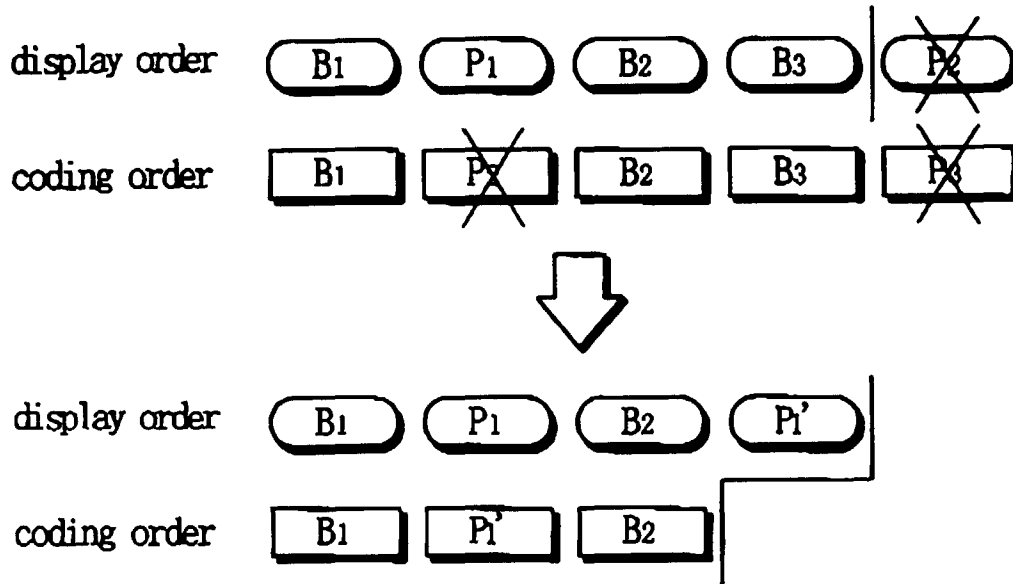 display order B1 P1 B2 B3 P2
coding order B1 P2 B2 B3 P3
display order B1 P1 B2 P1'
coding order B1 P1' B2